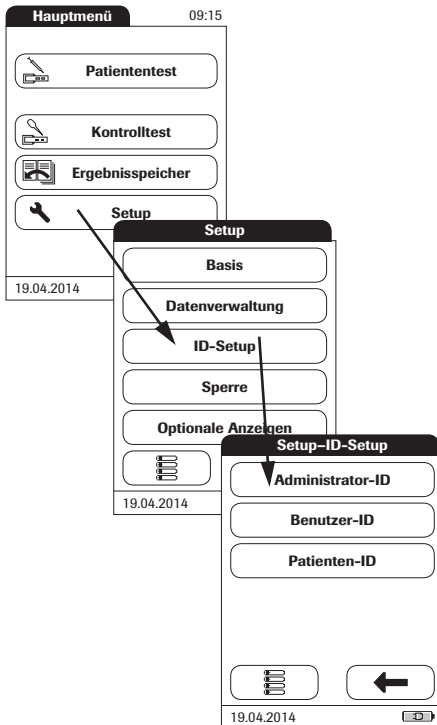 Hauptmenü 09:15
Patiententest
Kontrolltest
Ergebnisspeicher
Setup
19.04.2014
Setup
Basis
Datenverwaltung
ID-Setup
Sperre
Optionale Anzeigen
19.04.2014
Setup–ID-Setup
Administrator-ID
Benutzer-ID
Patienten-ID
19.04.2014